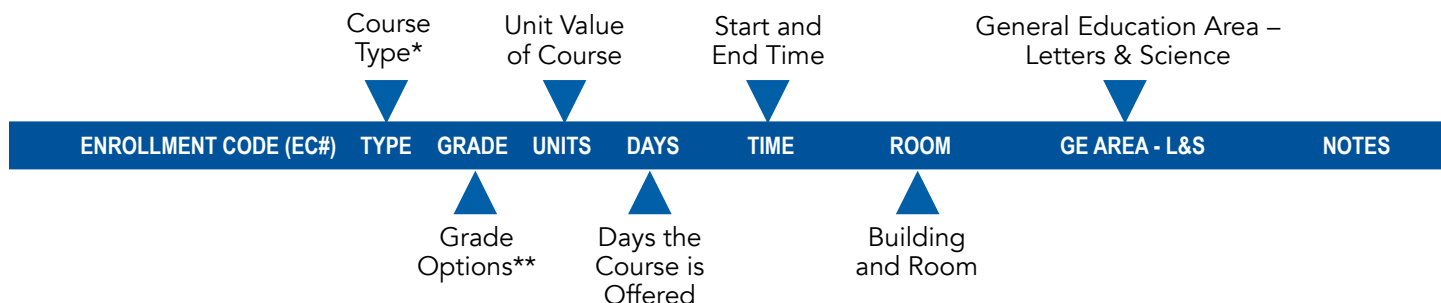 Course
Type*
Unit Value
of Course
Start and
End Time
General Education Area –
Letters & Science
ENROLLMENT CODE (EC#) TYPE GRADE UNITS DAYS TIME ROOM GE AREA - L&S NOTES
Grade
Options**
Days the
Course is
Offered
Building
and Room